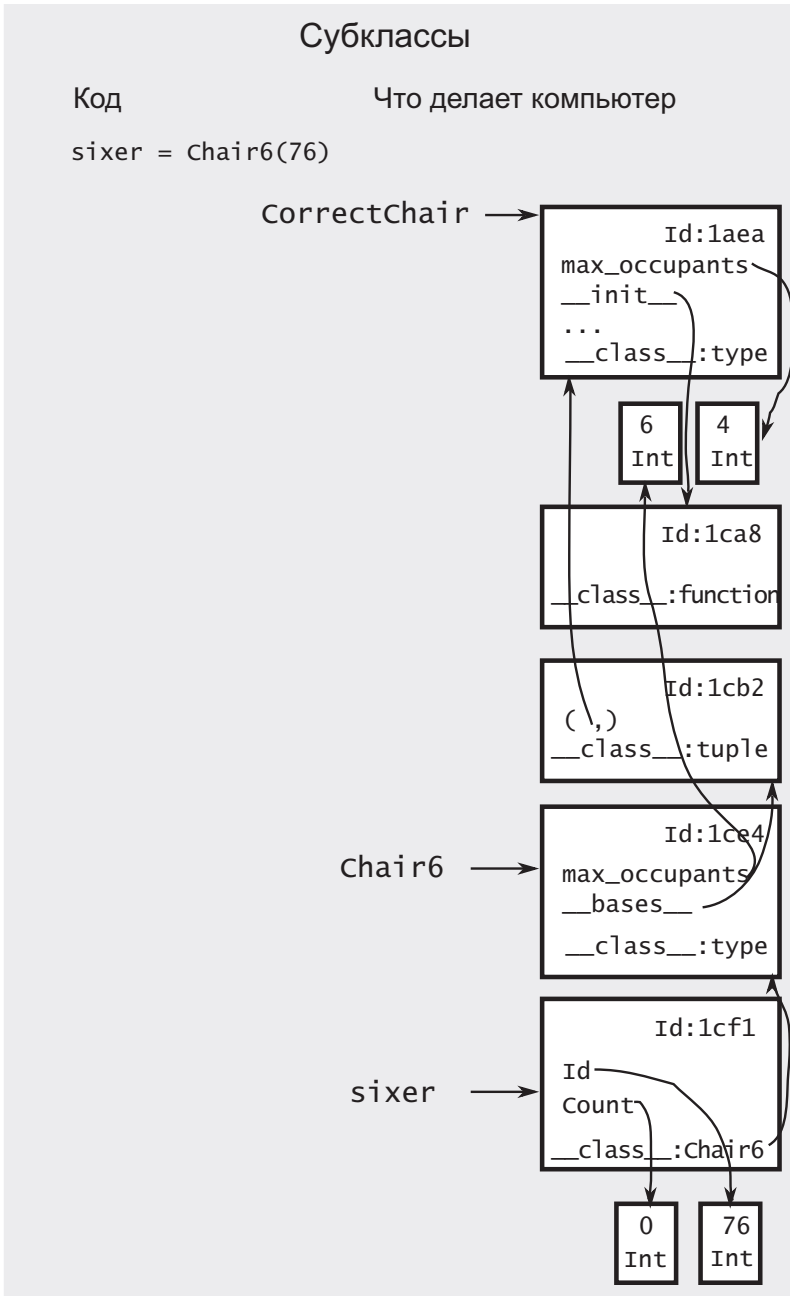 Субклассы
Код Что делает компьютер
sixer = Chair6(76)
CorrectChair
Id:1aea
max_occupants
__init__
...
__class__:type
6 4
Int Int
Id:1ca8
__class__:function
Id:1cb2
( ,)
__class__:tuple
Id:1ce4
Chair6
max_occupants
__bases__
__class__:type
Id:1cf1
Id
sixer
Count
__class__:Chair6
0 76
Int Int